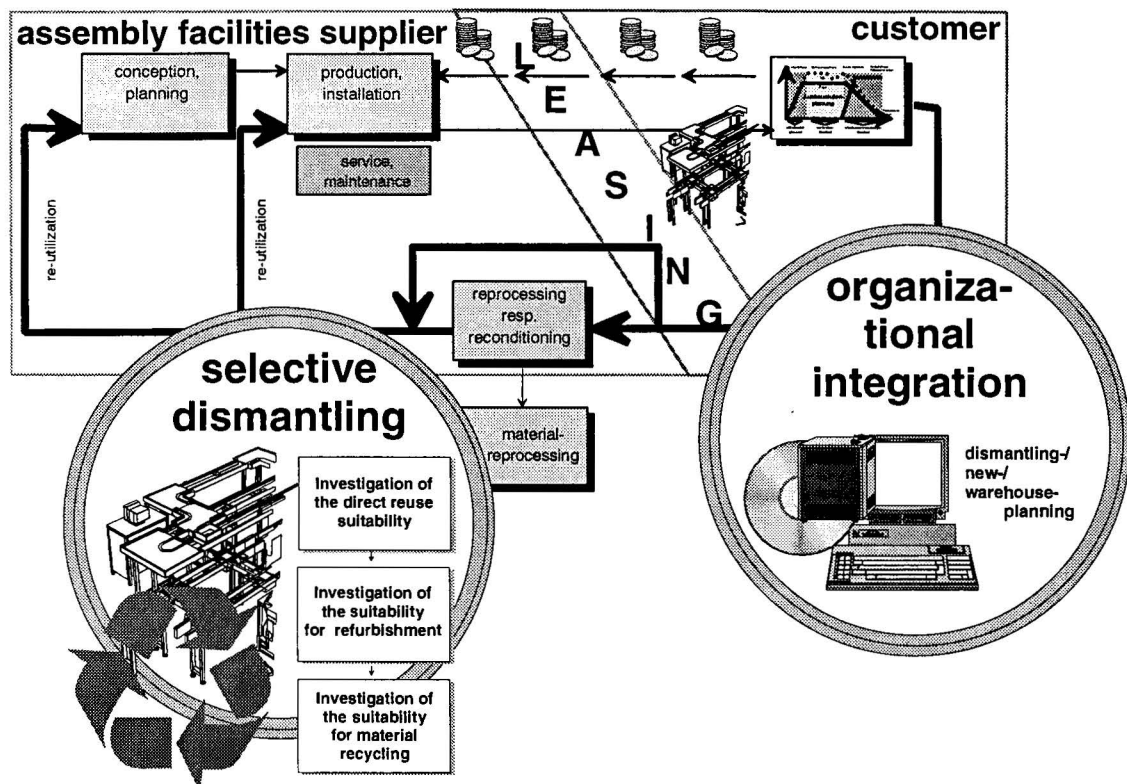 assembly facilities supplier
customer
conception,
planning
production,
installation
service,
maintenance
L
E
A
S
I
N
G
planning
re-utilization
re-utilization
reprocessing
resp.
reconditioning
material-
reprocessing
selective
dismantling
Investigation of
the direct reuse
suitability
Investigation of
the suitability
for refurbishment
Investigation of
the suitability
for material
recycling
organiza-
tional
integration
dismantling-/
new-/
warehouse-
planning